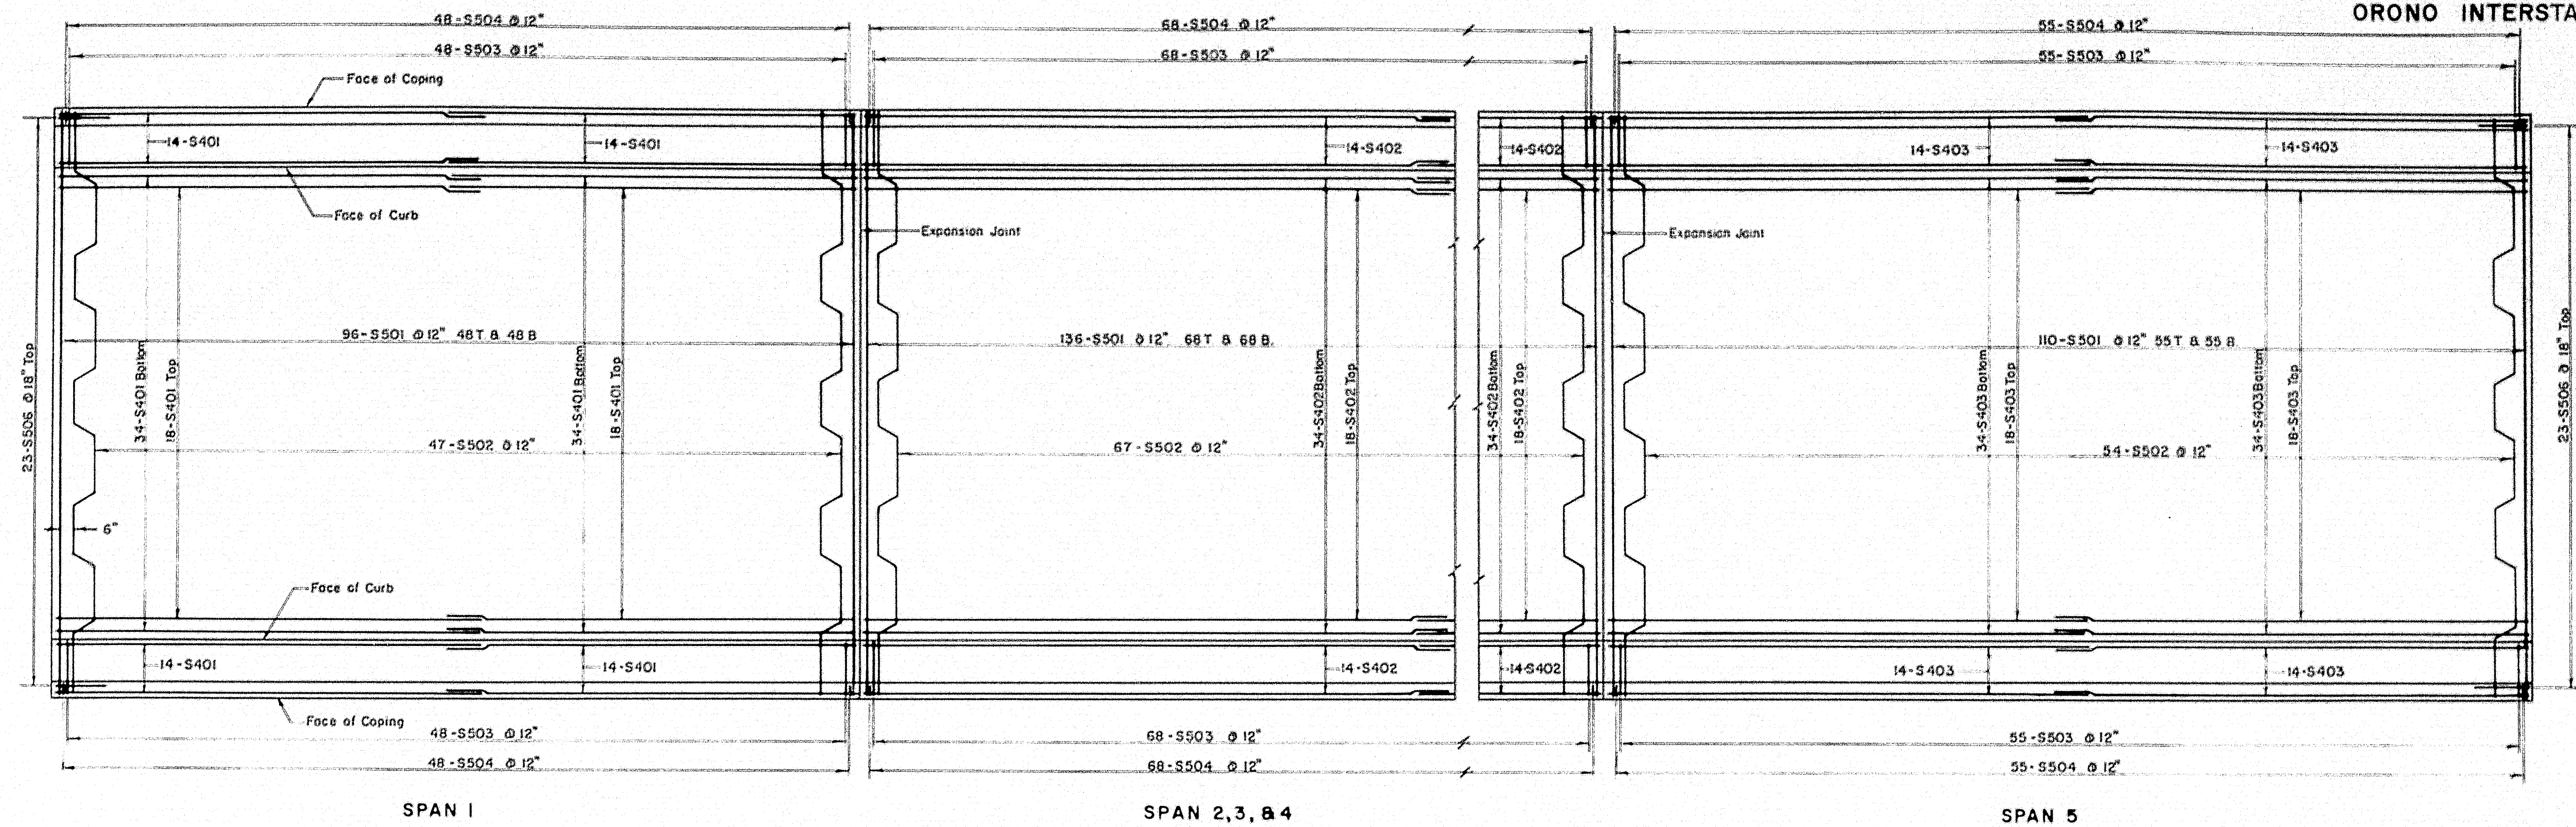 ORONO INTERSTA
48-S504 @ 12"
68-S504 @ 12"
55-S504 @ 12"
48-S503 @ 12"
68-S503 @ 12"
55-S503 @ 12"
Face of Coping
14-S401
14-S401
14-S402
14-S402
14-S403
14-S403
Face of Curb
Expansion Joint
Expansion Joint
96-S501 @ 12" 48 T & 48 B
136-S501 @ 12" 68 T & 68 B.
110-S501 @ 12" 55 T & 55 B
23-S506 @ 18" Top
34-S401 Bottom
18-S401 Top
34-S401 Bottom
18-S401 Top
34-S402 Bottom
18-S402 Top
34-S402 Bottom
18-S402 Top
34-S403 Bottom
18-S403 Top
34-S403 Bottom
18-S403 Top
23-S506 @ 18" Top
47-S502 @ 12"
67-S502 @ 12"
54-S502 @ 12"
6"
Face of Curb
14-S401
14-S401
14-S402
14-S402
14-S403
14-S403
Face of Coping
48-S503 @ 12"
68-S503 @ 12"
55-S503 @ 12"
48-S504 @ 12"
68-S504 @ 12"
55-S504 @ 12"
SPAN 1
SPAN 2,3, & 4
SPAN 5